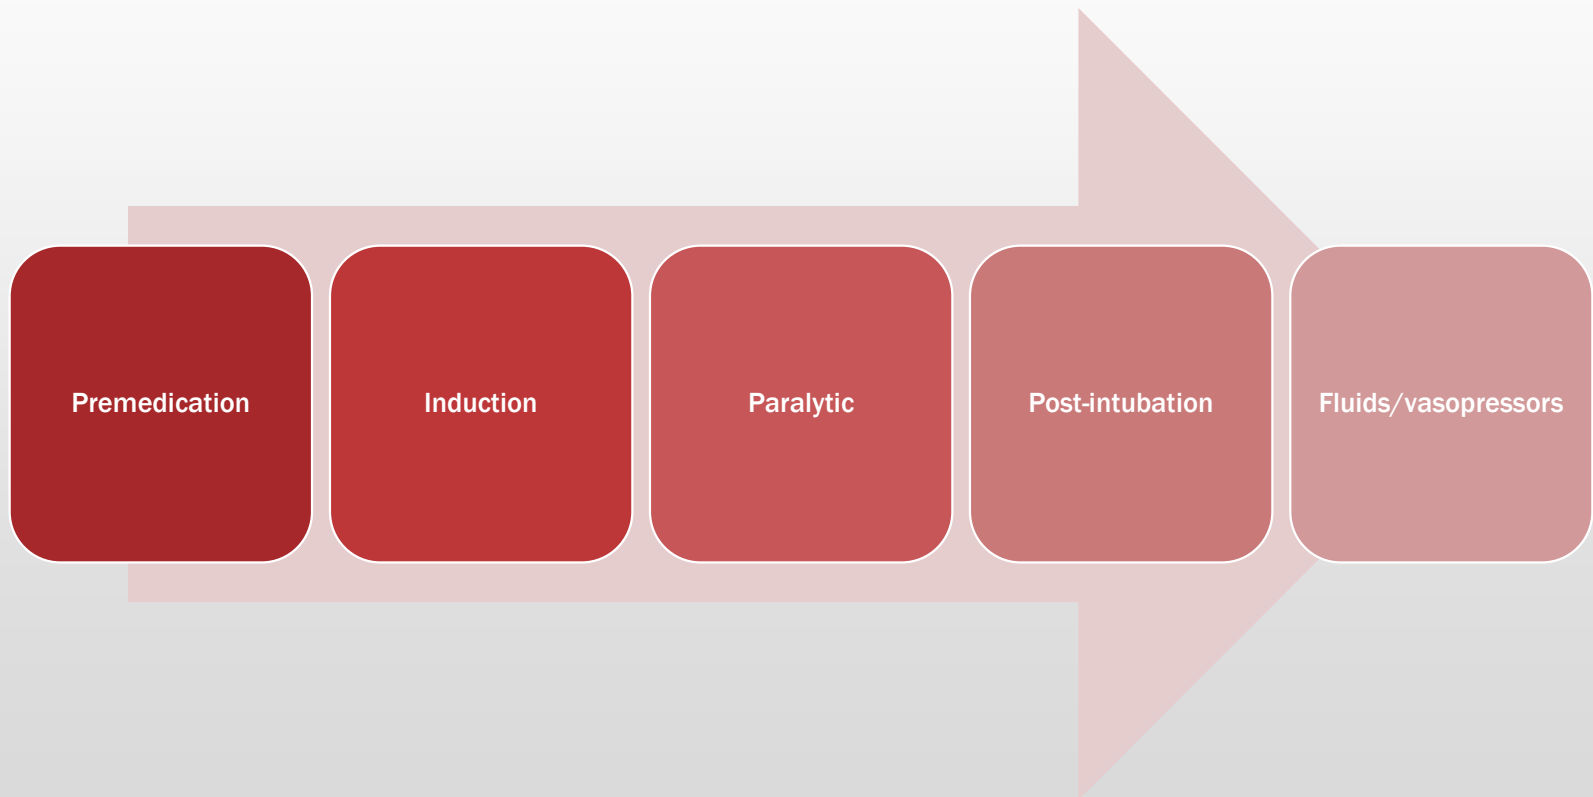 Premedication
Induction
Paralytic
Post-intubation
Fluids/vasopressors